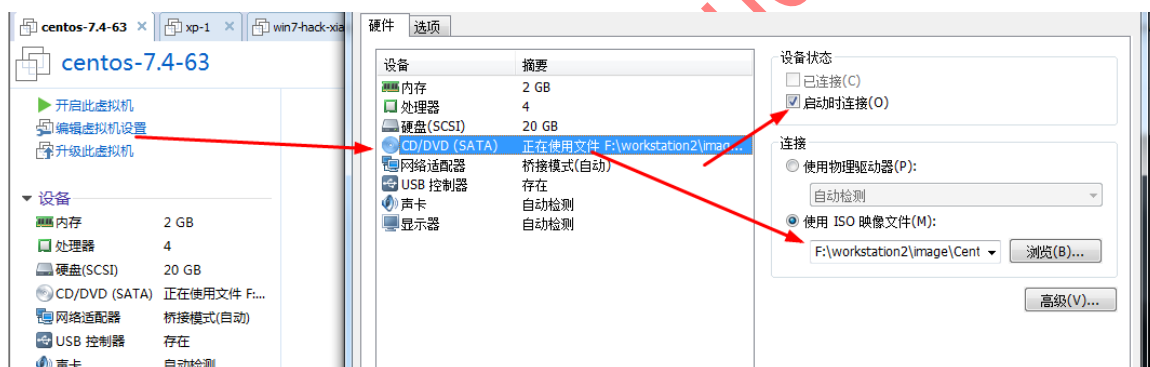 centos-7.4-63 × xp-1 × win7-hack-xia
centos-7.4-63
开启此虚拟机
编辑虚拟机设置
升级此虚拟机
设备
内存 2 GB
处理器 4
硬盘(SCSI) 20 GB
CD/DVD (SATA) 正在使用文件 F:...
网络适配器 桥接模式(自动)
USB 控制器 存在
声卡 自动检测
硬件 选项
设备 摘要
内存 2 GB
处理器 4
硬盘(SCSI) 20 GB
CD/DVD (SATA) 正在使用文件 F:\workstation2\imag...
网络适配器 桥接模式(自动)
USB 控制器 存在
声卡 自动检测
显示器 自动检测
设备状态
已连接(C)
启动时连接(O)
连接
使用物理驱动器(P):
自动检测
使用 ISO 映像文件(M):
F:\workstation2\image\Cent 浏览(B)...
高级(V)...